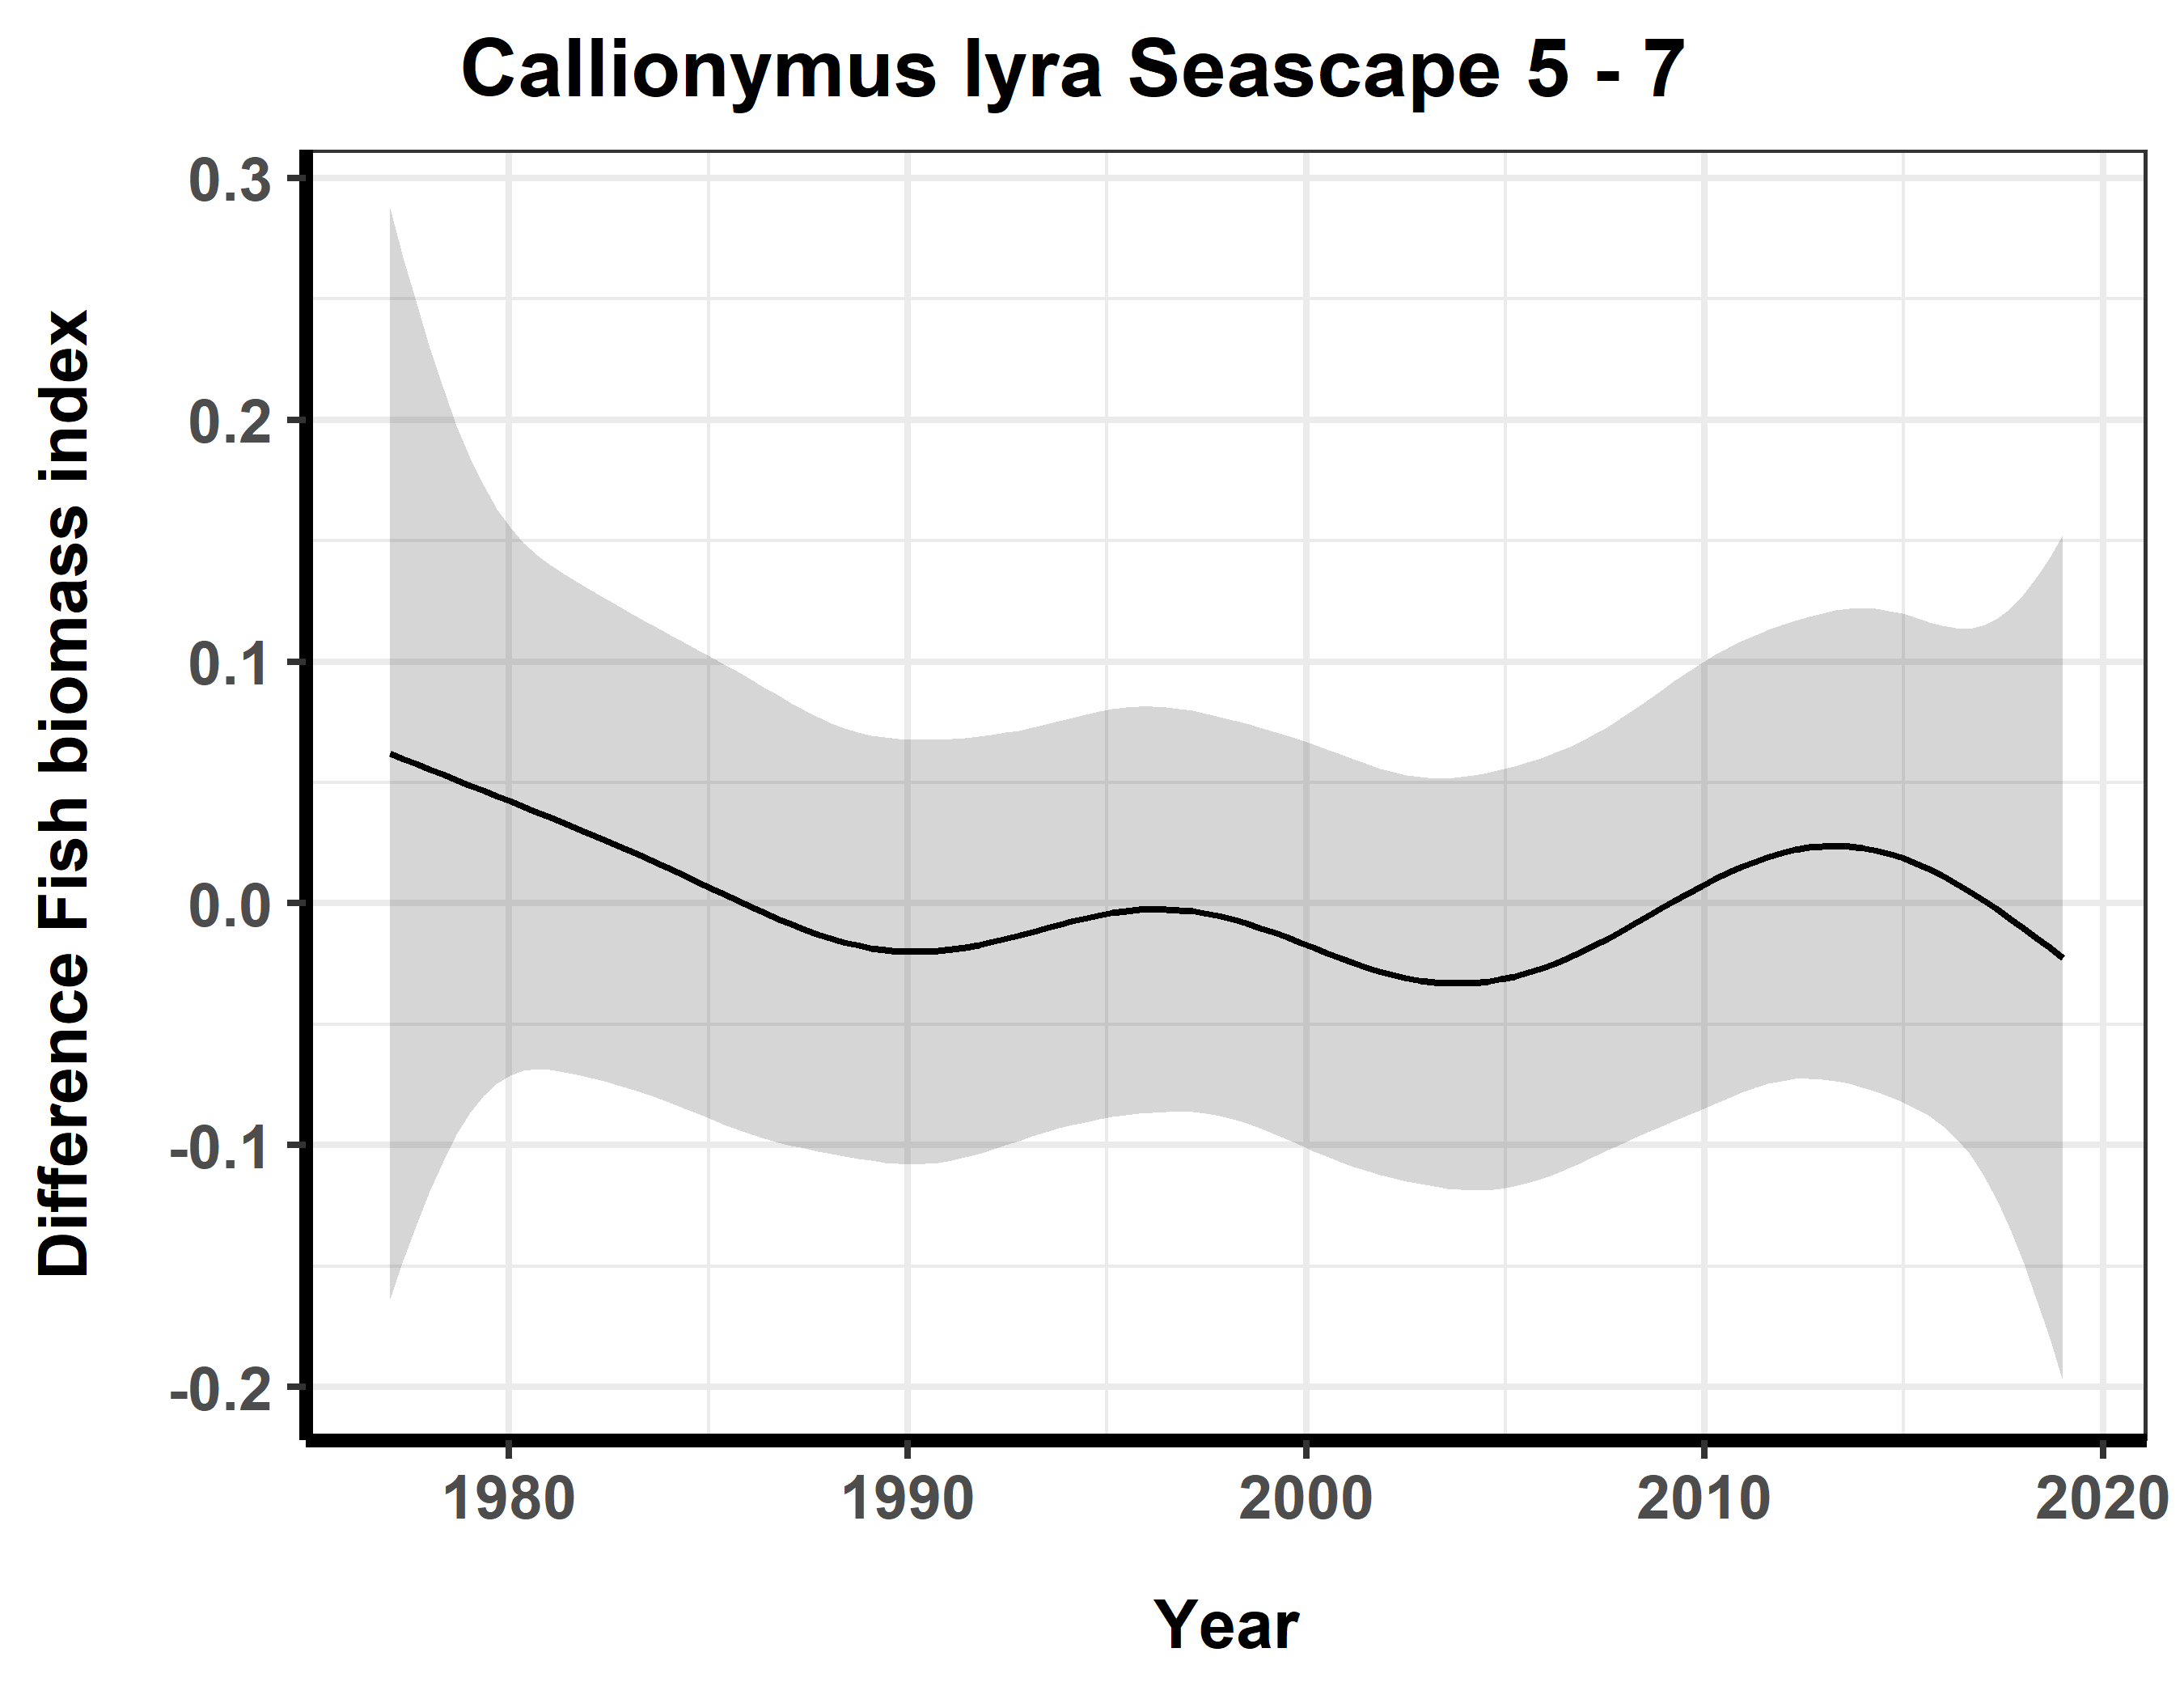 Callionymus lyra Seascape 5 - 7
Difference Fish biomass index
0.3
0.2
0.1
0.0
-0.1
-0.2
1980 1990 2000 2010 2020
Year